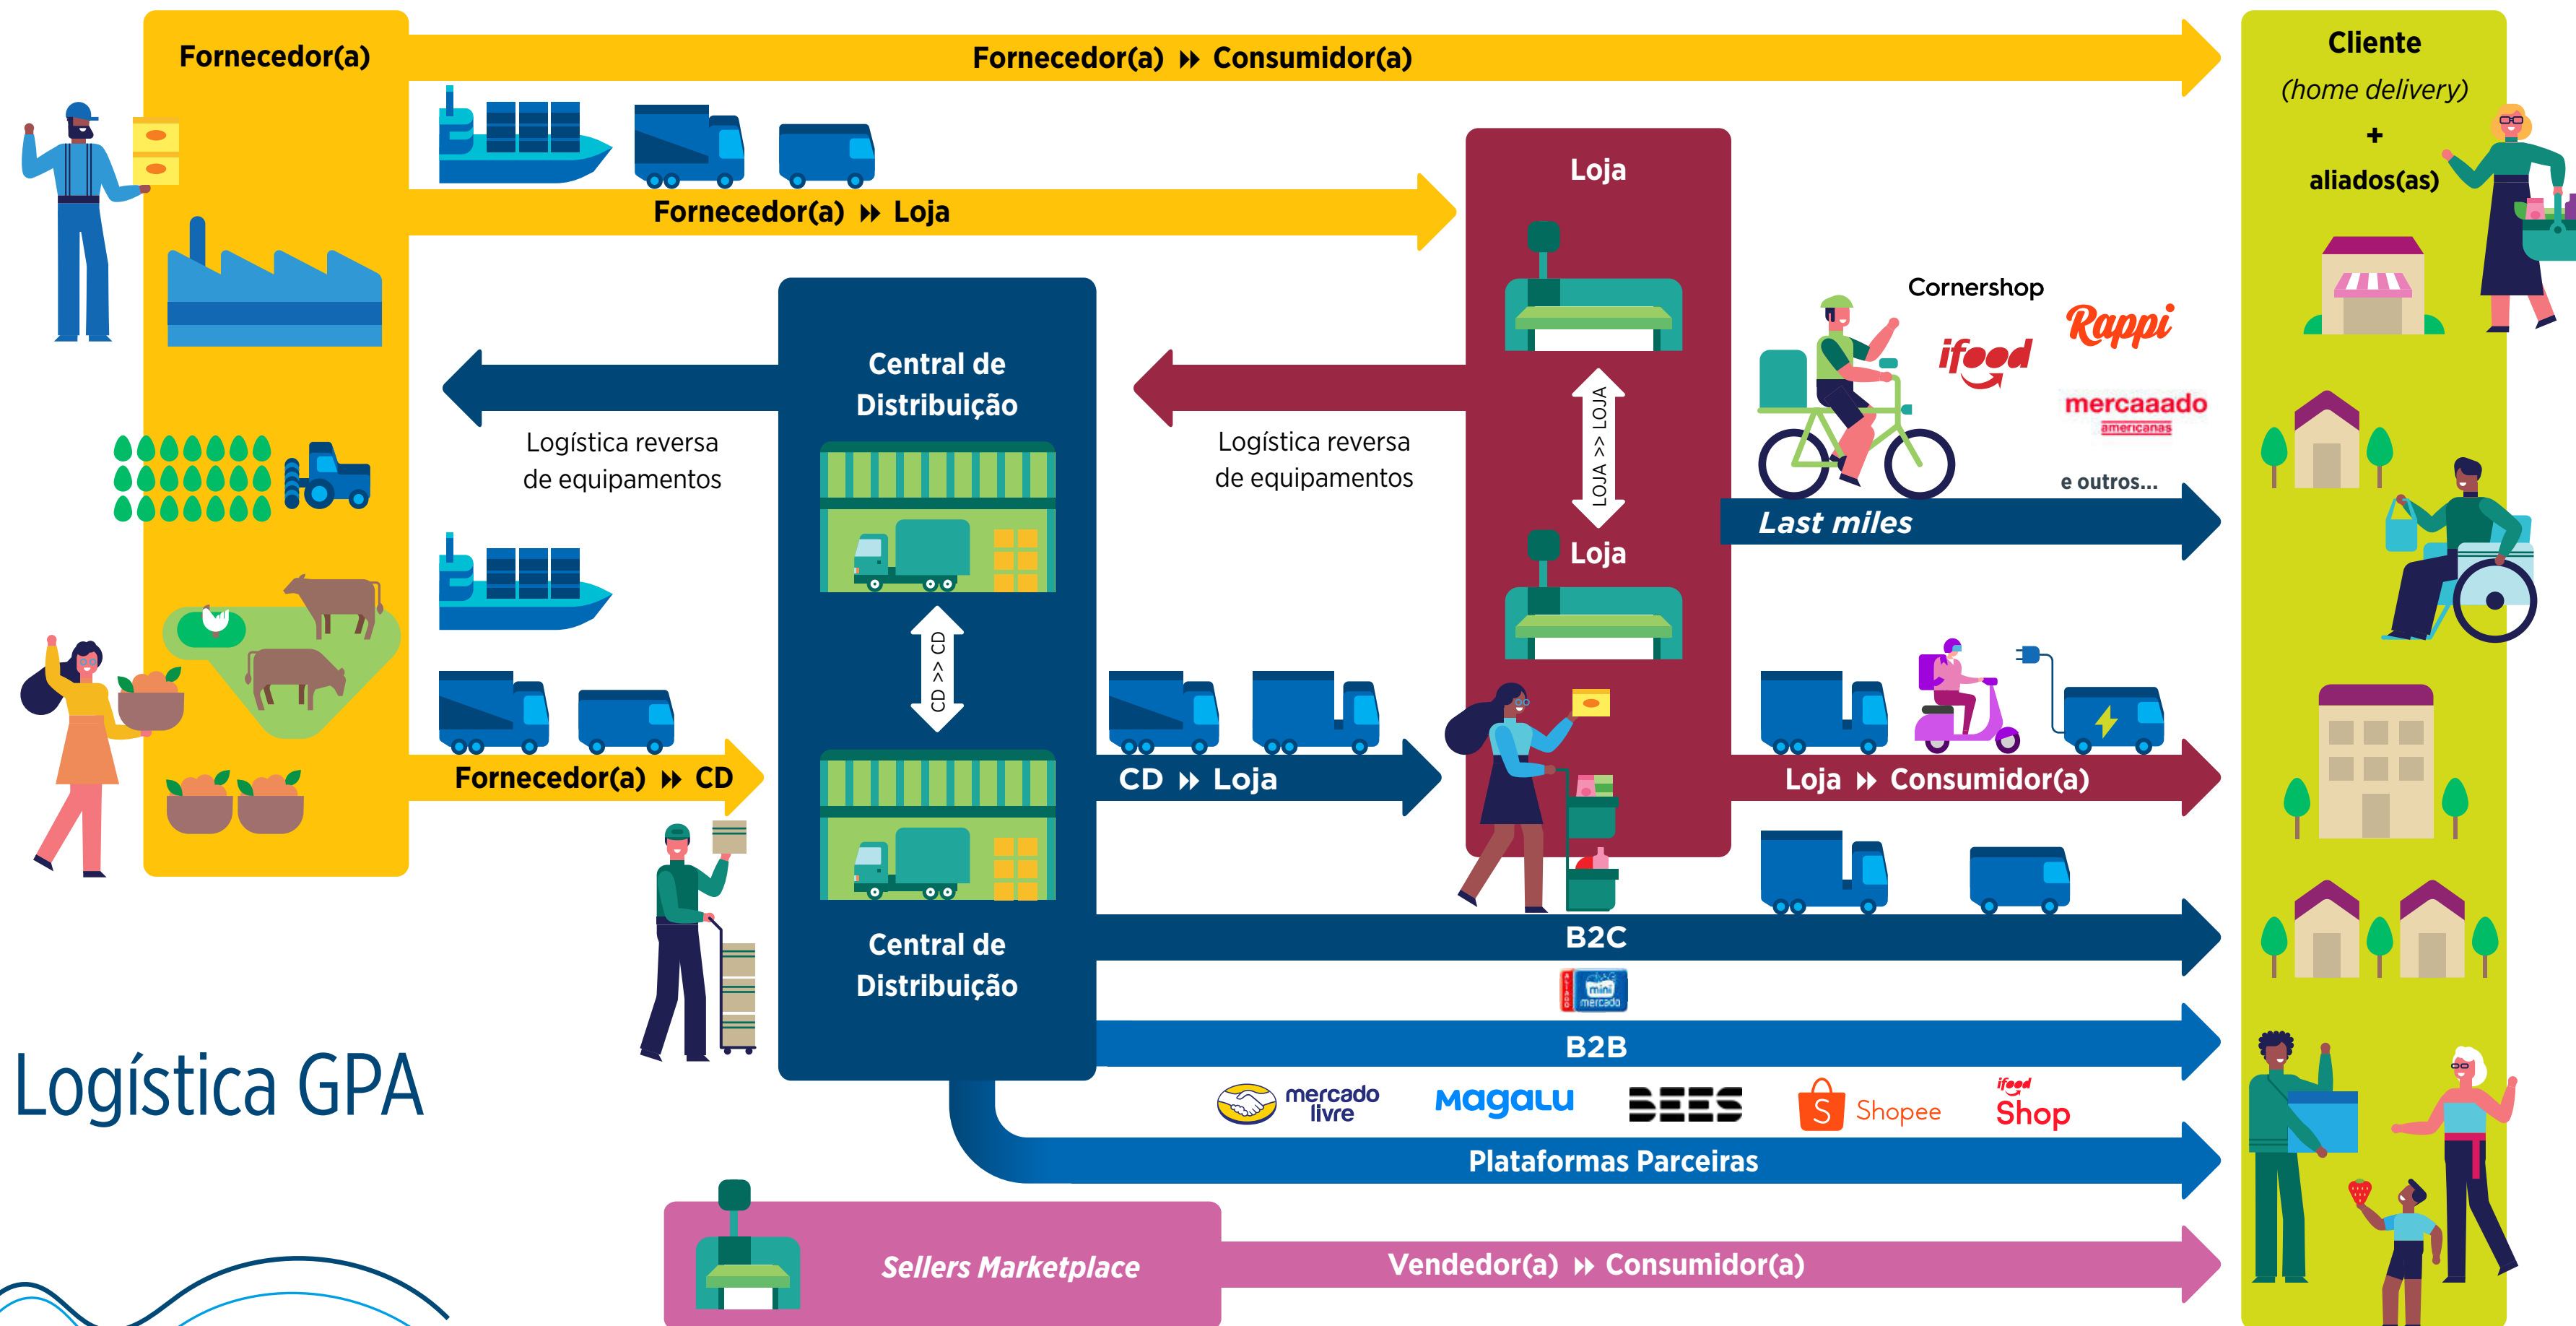 Fornecedor(a)
Fornecedor(a) Consumidor(a)
Cliente
(home delivery)
+
aliados(as)
Fornecedor(a) Loja
Loja
Cornershop
Rappi
ifood
mercaaado
americanas
e outros...
Central de
Distribuição
Logística reversa
de equipamentos
Logística reversa
de equipamentos
LOJA >> LOJA
Last miles
Loja
CD >> CD
Fornecedor(a) CD
CD Loja
Loja Consumidor(a)
Central de
Distribuição
B2C
ALIADO
mini
mercado
B2B
Logística GPA
mercado
livre
magalu
BEES
S Shopee
ifood
Shop
Plataformas Parceiras
Sellers Marketplace
Vendedor(a) Consumidor(a)